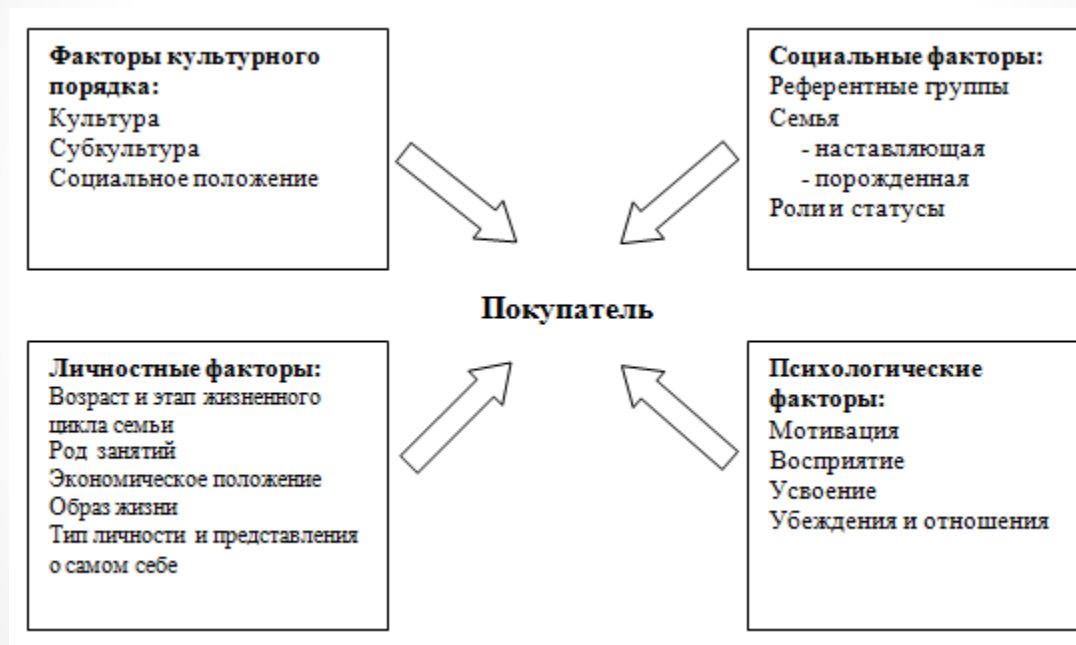 Факторы культурного
порядка:
Культура
Субкультура
Социальное положение
Социальные факторы:
Референтные группы
Семья
- наставляющая
- порожденная
Роли и статусы
Покупатель
Личностные факторы:
Возраст и этап жизненного
цикла семьи
Род занятий
Экономическое положение
Образ жизни
Тип личности и представления
о самом себе
Психологические
факторы:
Мотивация
Восприятие
Усвоение
Убеждения и отношения